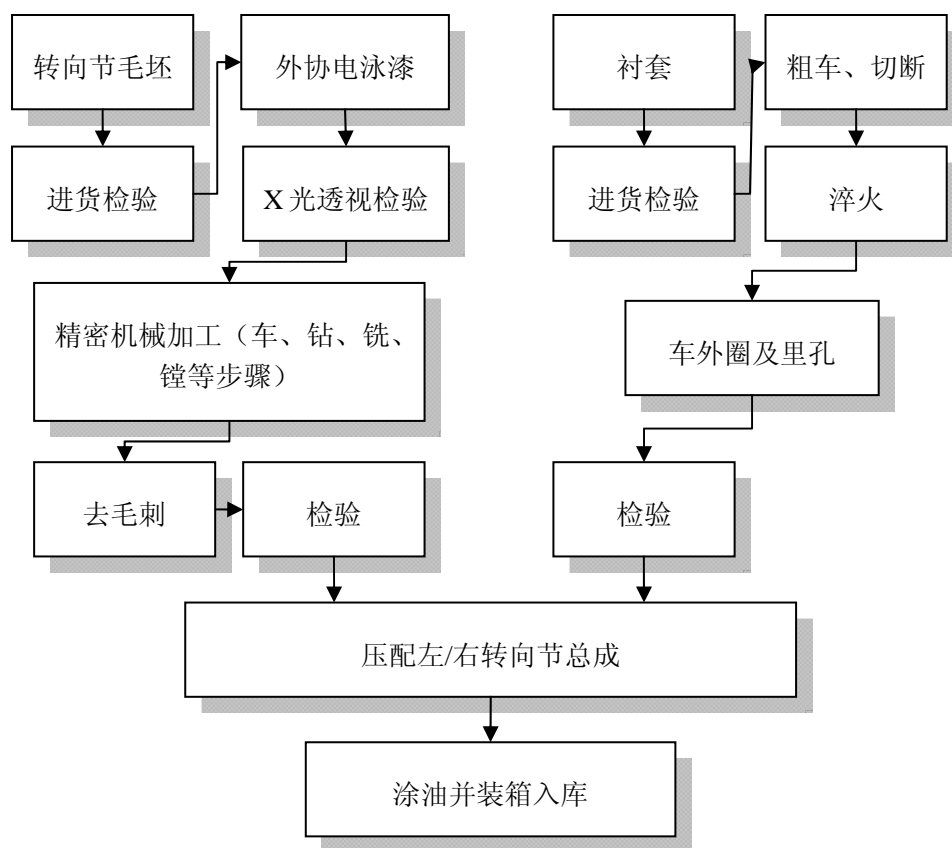 转向节毛坯
外协电泳漆
衬套
粗车、切断
进货检验
X 光透视检验
进货检验
淬火
精密机械加工（车、钻、铣、
镗等步骤）
车外圈及里孔
去毛刺
检验
检验
压配左/右转向节总成
涂油并装箱入库